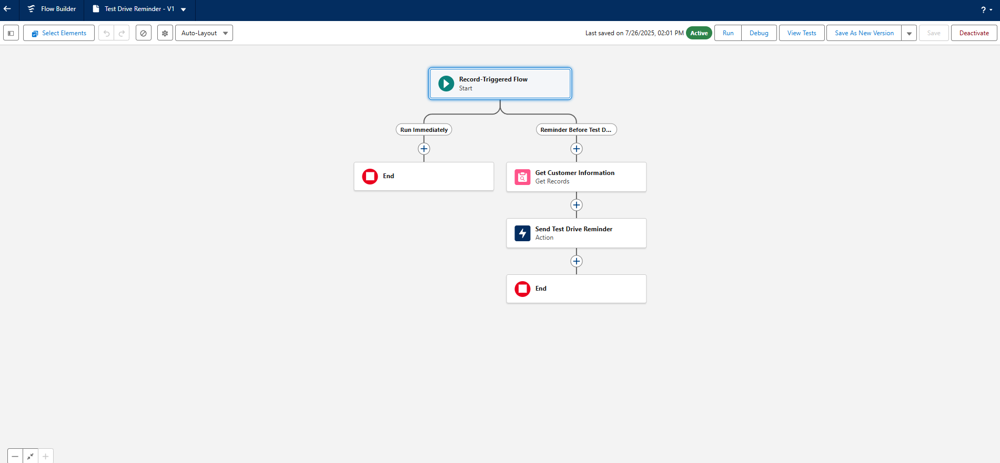 Flow Builder
Test Drive Reminder - V1
?
Select Elements
Auto-Layout
Last saved on 7/26/2025, 02:01 PM
Active
Run
Debug
View Tests
Save As New Version
Save
Deactivate
Record-Triggered Flow
Start
Run Immediately
Reminder Before Test D...
End
Get Customer Information
Get Records
Send Test Drive Reminder
Action
End